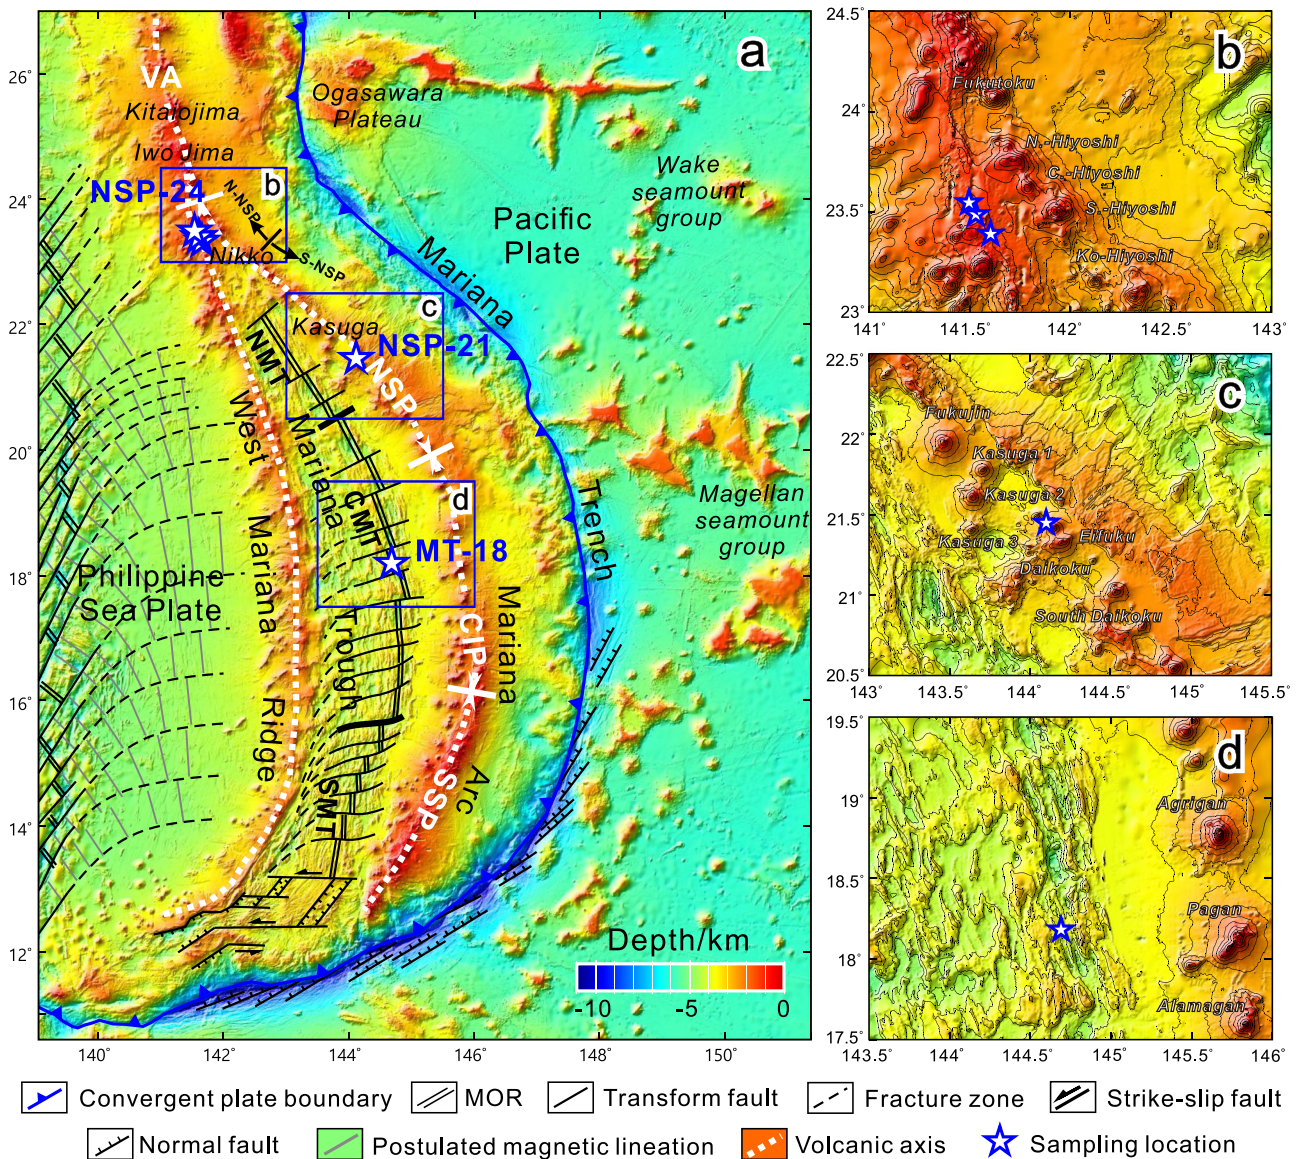 a
VA
Kitaiojima
Iwo Jima
Ogasawara
Plateau
Wake
seamount
group
Pacific
Plate
NSP-24
b
N-NSP
S-NSP
Nikko
Mariana
Trench
c
Kasuga
NSP-21
NSP
NMT
West
Mariana
Ridge
Mariana
Trough
CMT
d
MT-18
Magellan
seamount
group
Philippine
Sea Plate
CIP
Mariana
Arc
SSP
SMT
Depth/km
-10 -5 0
26°
24°
22°
20°
18°
16°
14°
12°
140° 142° 144° 146° 148° 150°
b
24.5°
24°
23.5°
23°
141° 141.5° 142° 142.5° 143°
Fukutoku
N.-Hiyoshi
C.-Hiyoshi
S.-Hiyoshi
Ko-Hiyoshi
c
22.5°
22°
21.5°
21°
20.5°
143° 143.5° 144° 144.5° 145° 145.5°
Fukujin
Kasuga 1
Kasuga 2
Kasuga 3
Eifuku
Daikoku
South Daikoku
d
19.5°
19°
18.5°
18°
17.5°
143.5° 144° 144.5° 145° 145.5° 146°
Agrigan
Pagan
Alamagan
Convergent plate boundary
MOR
Transform fault
Fracture zone
Strike-slip fault
Normal fault
Postulated magnetic lineation
Volcanic axis
Sampling location